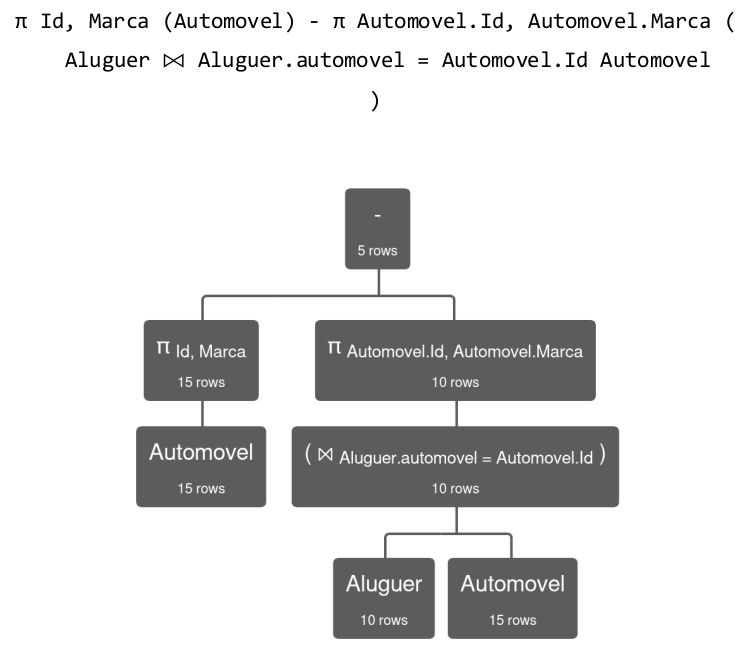 π Id, Marca (Automovel) - π Automovel.Id, Automovel.Marca (
Aluguer ⨝ Aluguer.automovel = Automovel.Id Automovel
)
-
5 rows
π Id, Marca
15 rows
π Automovel.Id, Automovel.Marca
10 rows
Automovel
15 rows
( ⨝ Aluguer.automovel = Automovel.Id )
10 rows
Aluguer
10 rows
Automovel
15 rows